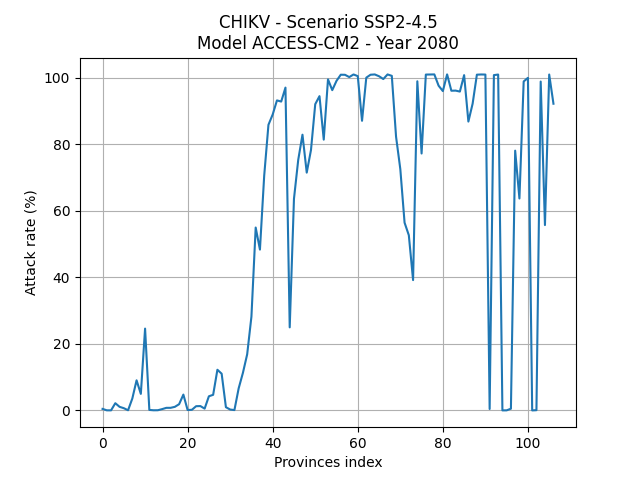 CHIKV - Scenario SSP2-4.5
Model ACCESS-CM2 - Year 2080
Attack rate (%)
100
80
60
40
20
0
0 20 40 60 80 100
Provinces index